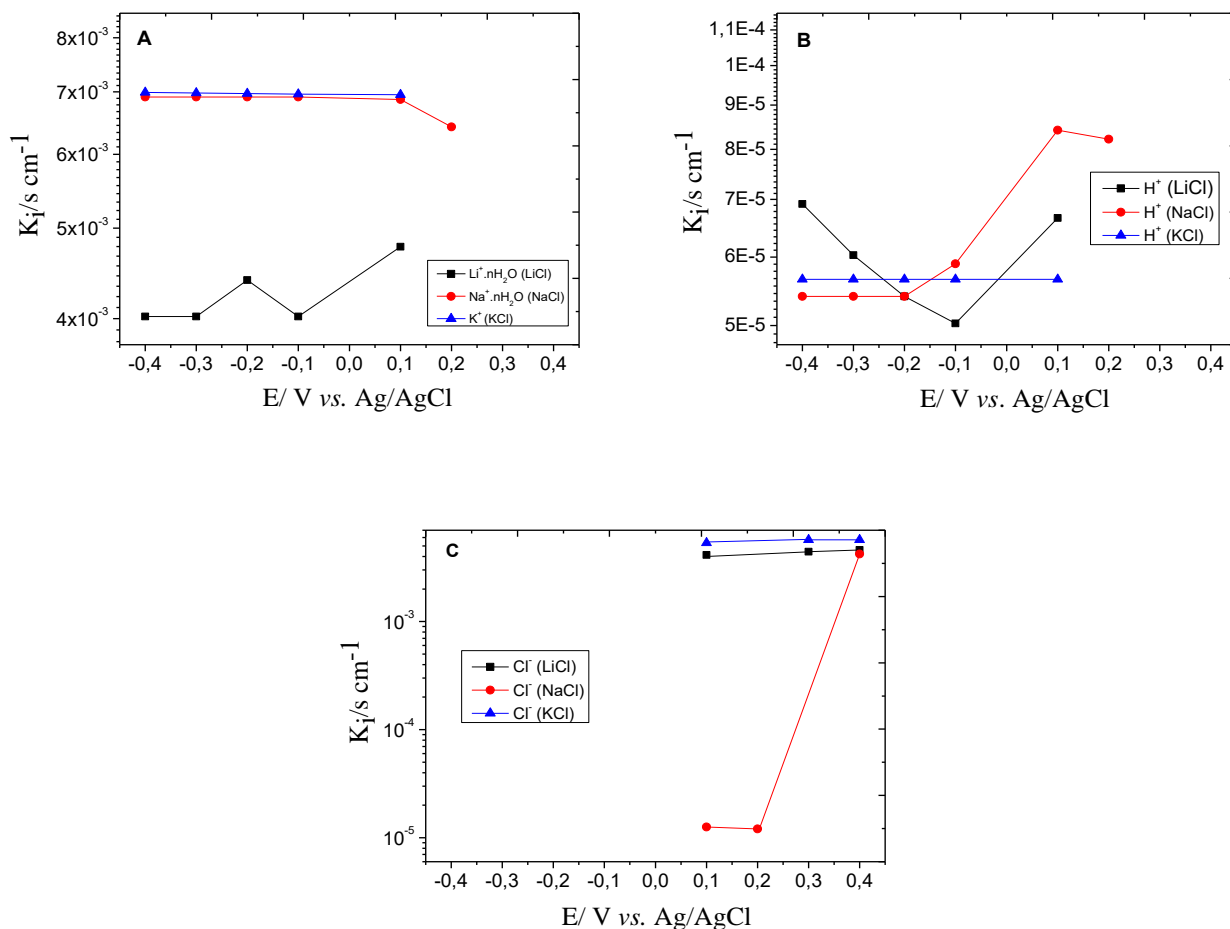 A
8x10⁻³
7x10⁻³
6x10⁻³
5x10⁻³
4x10⁻³
Kᵢ/s cm⁻¹
Li⁺.nH₂O (LiCl)
Na⁺.nH₂O (NaCl)
K⁺ (KCl)
-0,4 -0,3 -0,2 -0,1 0,0 0,1 0,2 0,3 0,4
E/ V vs. Ag/AgCl
B
1,1E-4
1E-4
9E-5
8E-5
7E-5
6E-5
5E-5
Kᵢ/s cm⁻¹
H⁺ (LiCl)
H⁺ (NaCl)
H⁺ (KCl)
-0,4 -0,3 -0,2 -0,1 0,0 0,1 0,2 0,3 0,4
E/ V vs. Ag/AgCl
C
10⁻³
10⁻⁴
10⁻⁵
Kᵢ/s cm⁻¹
Cl⁻ (LiCl)
Cl⁻ (NaCl)
Cl⁻ (KCl)
-0,4 -0,3 -0,2 -0,1 0,0 0,1 0,2 0,3 0,4
E/ V vs. Ag/AgCl